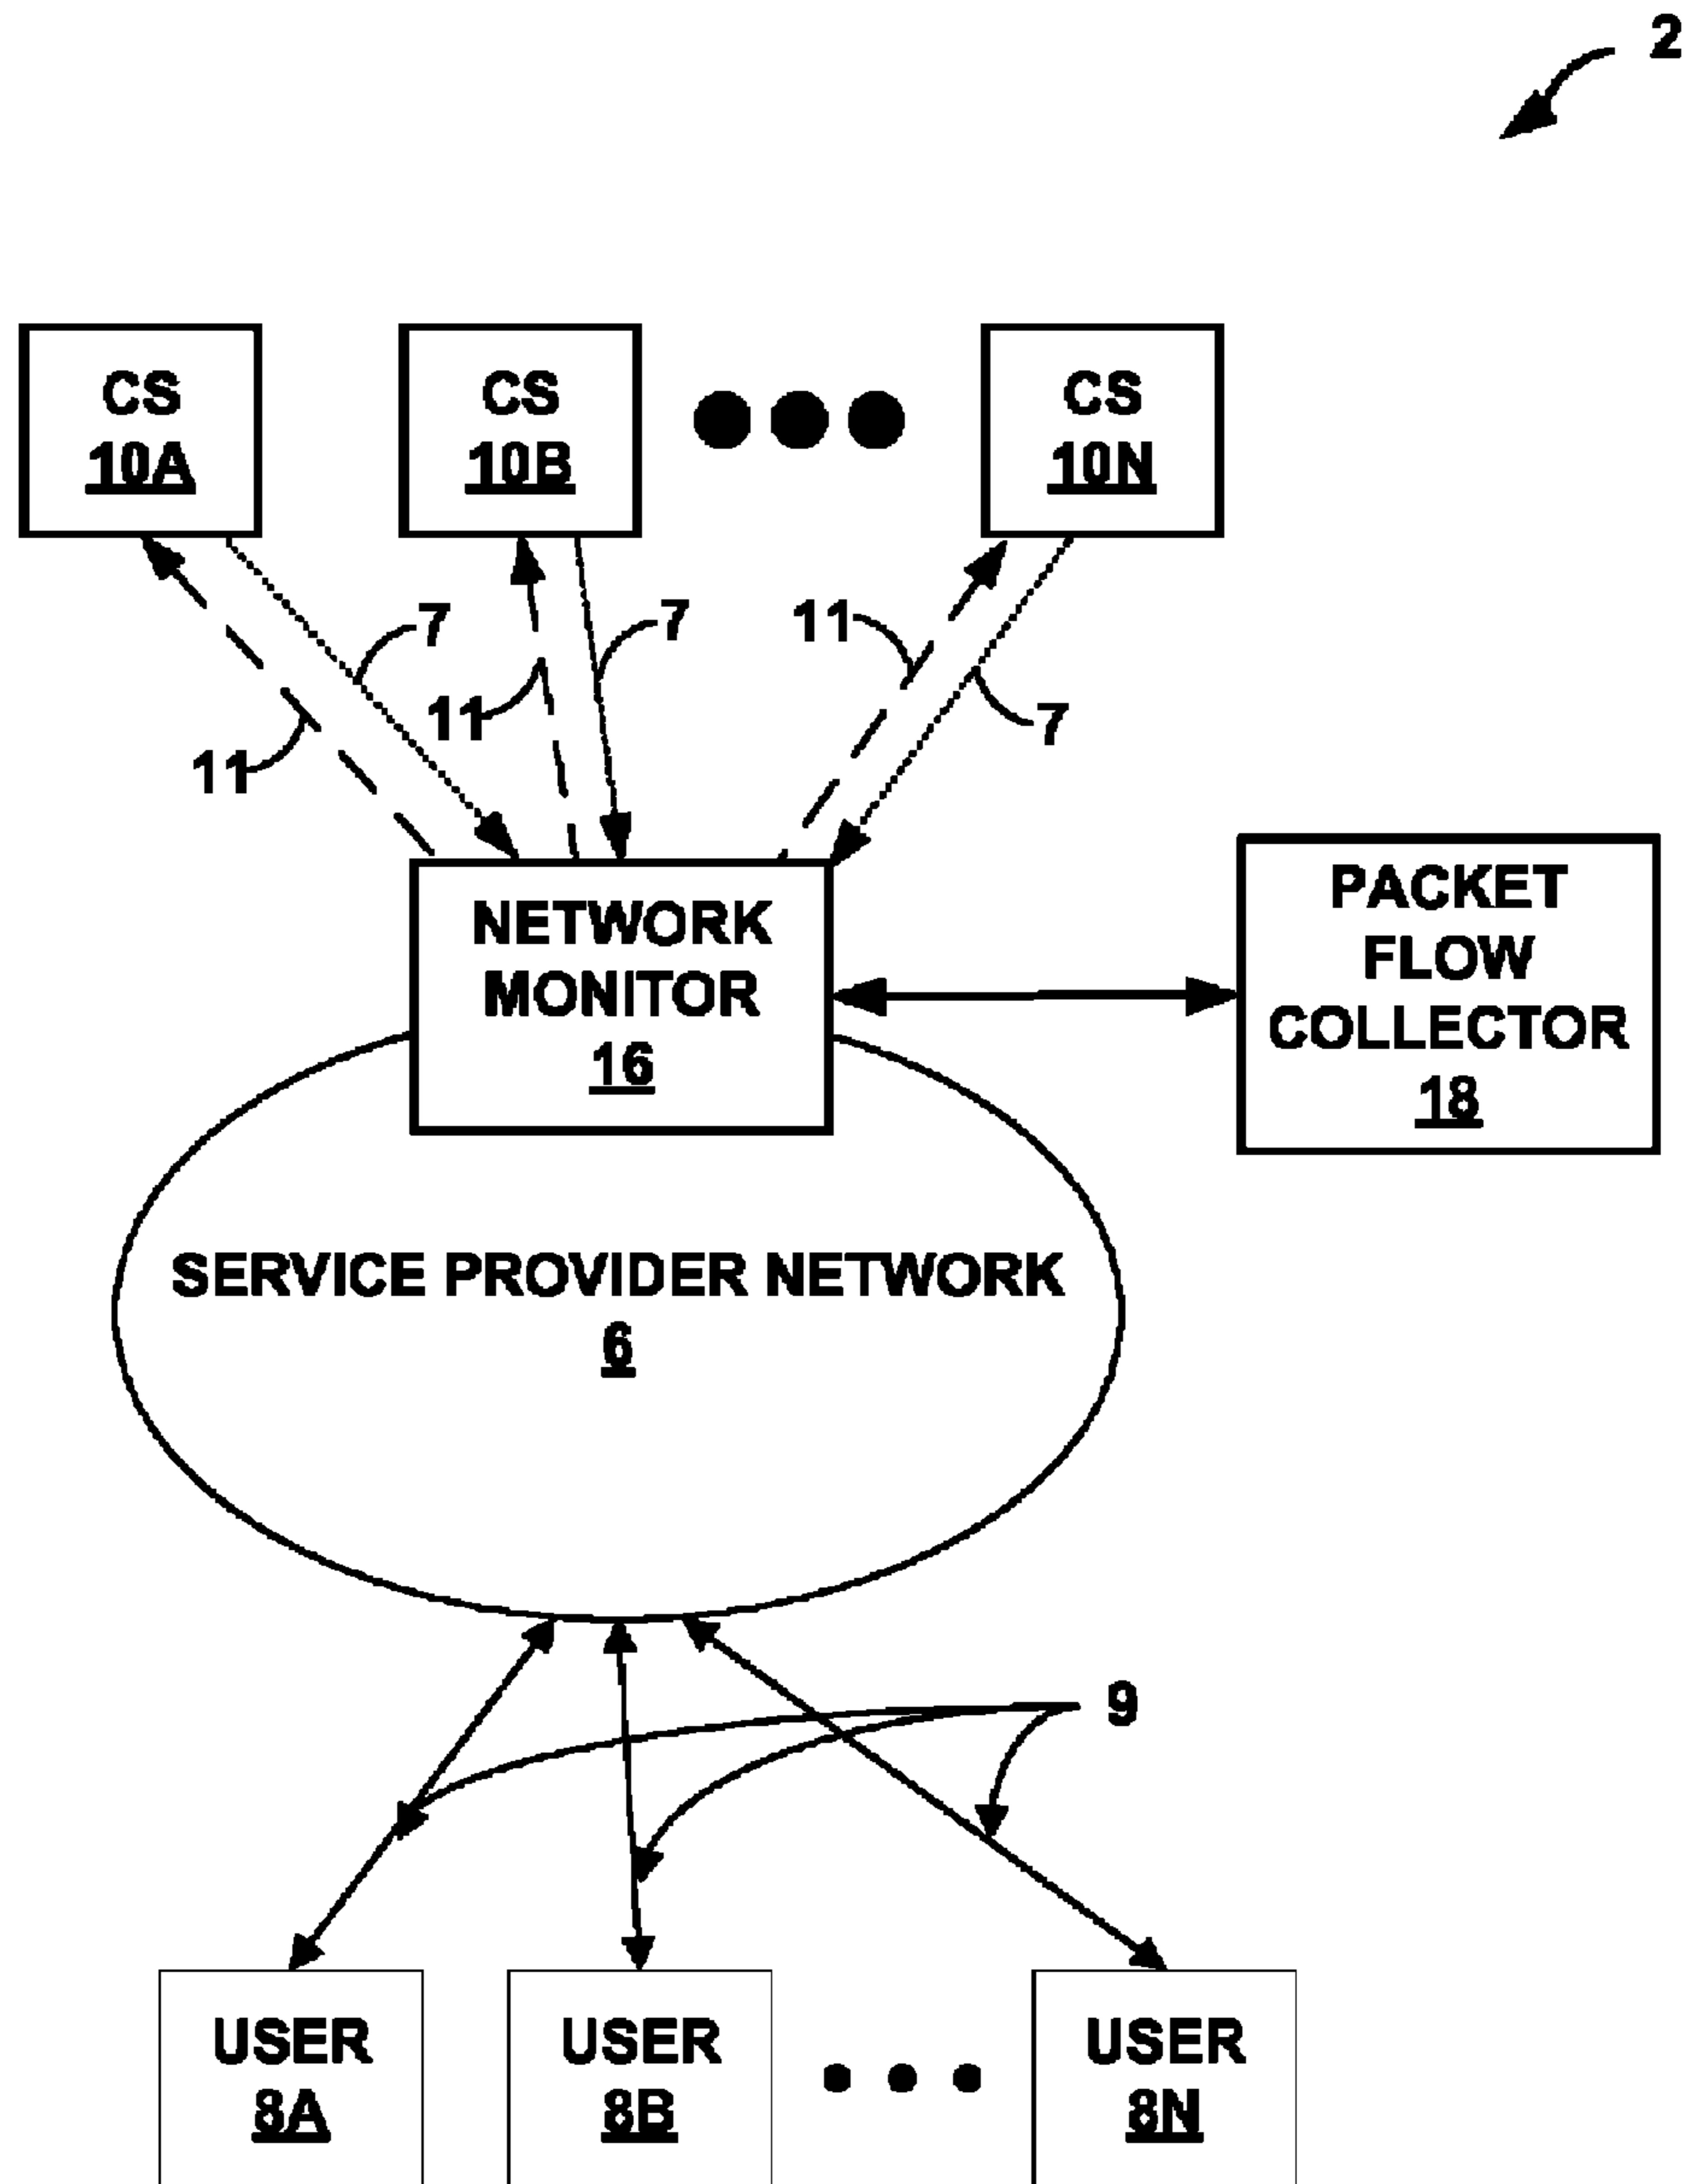 2
CS
10A
CS
10B
CS
10N
7
7
11
11
7
11
NETWORK
MONITOR
16
PACKET
FLOW
COLLECTOR
18
SERVICE PROVIDER NETWORK
6
9
USER
8A
USER
8B
USER
8N